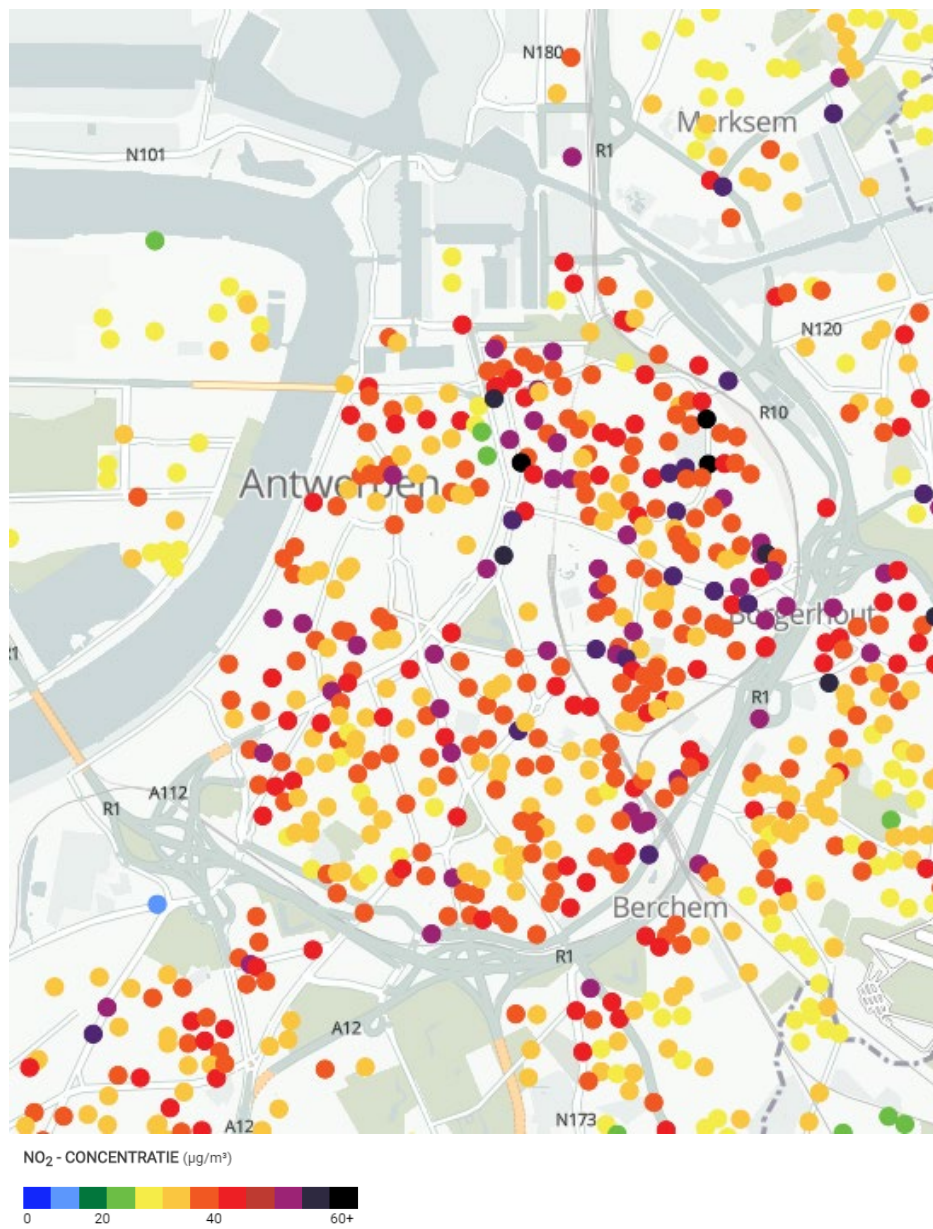 N180
Merksem
R1
N101
N120
R10
Antwerpen
Borgerhout
R1
R1
A112
R1
Berchem
R1
A12
N173
A12
NO₂ - CONCENTRATIE (µg/m³)
0 20 40 60+